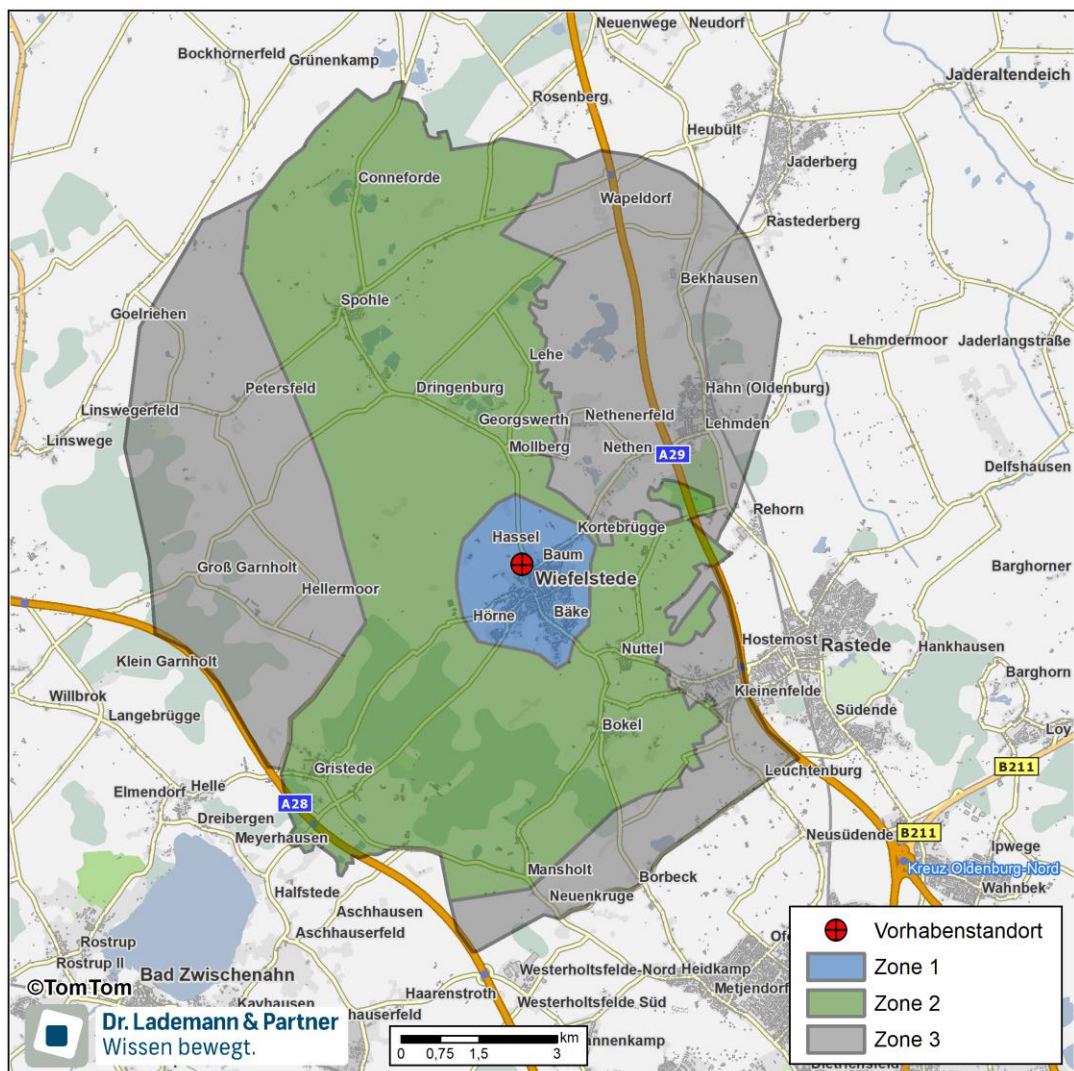 Neuenwege
Neudorf
Bockhornerfeld
Grünenkamp
Jaderaltendeich
Rosenberg
Heubült
Jaderberg
Conneforde
Wapeldorf
Rastederberg
Bekhausen
Spohle
Goelriehen
Lehmdermoor
Jaderlangstraße
Lehe
Petersfeld
Dringenburg
Hahn (Oldenburg)
Linswegerfeld
Georgswerth
Nethenerfeld
Lehmden
Linswege
Mollberg
Nethen
A29
Delfshausen
Rehorn
Kortebrügge
Hassel
Baum
Groß Garnholt
Wiefelstede
Barghorner
Hellermoor
Hörne
Bäke
Hostemost
Rastede
Hankhausen
Nuttel
Klein Garnholt
Barghorn
Willbrok
Kleinenfelde
Langebrügge
Südende
Bokel
Loy
Gristede
Leuchtenburg
B211
Helle
Elmendorf
A28
Dreibergen
Meyerhausen
Neusüdende
B211
Ipwege
Kreuz Oldenburg-Nord
Mansholt
Borbeck
Wahnbek
Halfstede
Neuenkruge
Aschhausen
Aschhauserfeld
Rostrup
Rostrup II
Bad Zwischenahn
Westerholtsfelde-Nord
Heidkamp
Metjendorf
Haarenstroth
Westerholtsfelde Süd
Kayhausen
©TomTom
Dr. Lademann & Partner
Wissen bewegt.
km
0 0,75 1,5 3
Vorhabenstandort
Zone 1
Zone 2
Zone 3